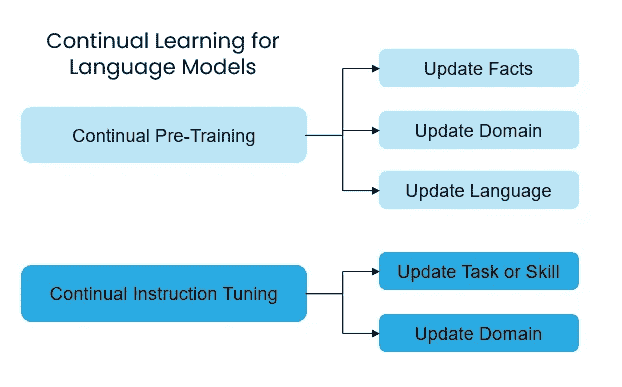 Continual Learning for
Language Models
Continual Pre-Training
Update Facts
Update Domain
Update Language
Continual Instruction Tuning
Update Task or Skill
Update Domain